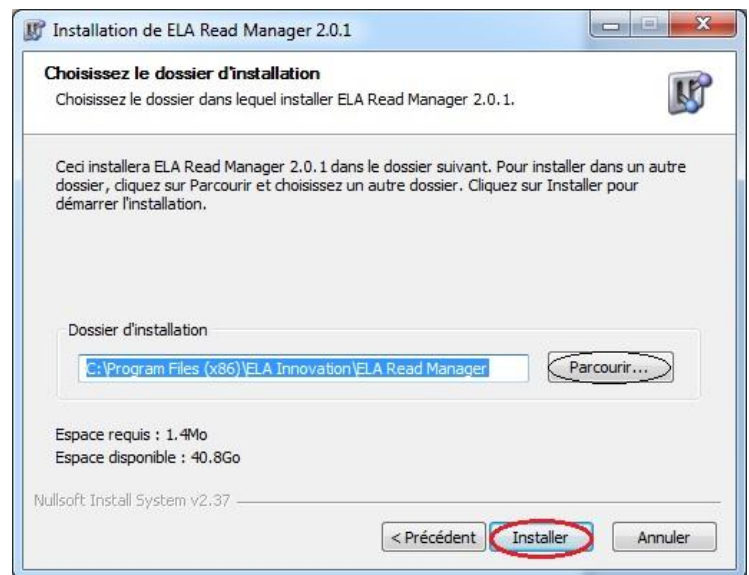 Installation de ELA Read Manager 2.0.1
Choisissez le dossier d'installation
Choisissez le dossier dans lequel installer ELA Read Manager 2.0.1.
Ceci installera ELA Read Manager 2.0.1 dans le dossier suivant. Pour installer dans un autre
dossier, cliquez sur Parcourir et choisissez un autre dossier. Cliquez sur Installer pour
démarrer l'installation.
Dossier d'installation
C:\Program Files (x86)\ELA Innovation\ELA Read Manager
Parcourir...
Espace requis : 1.4Mo
Espace disponible : 40.8Go
Nullsoft Install System v2.37
< Précédent
Installer
Annuler